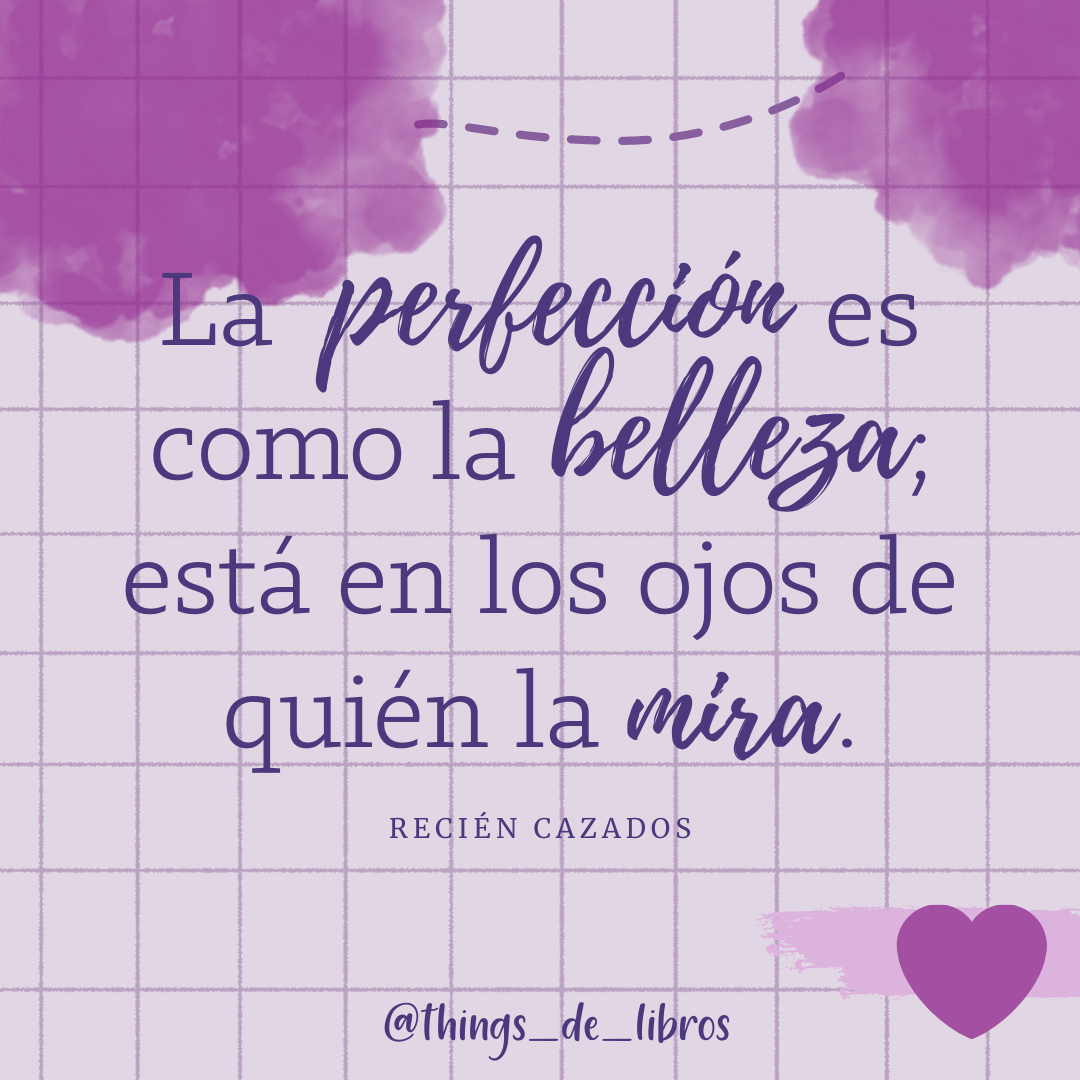 La perfección es
como la belleza;
está en los ojos de
quién la mira.
RECIÉN CAZADOS
@things_de_libros